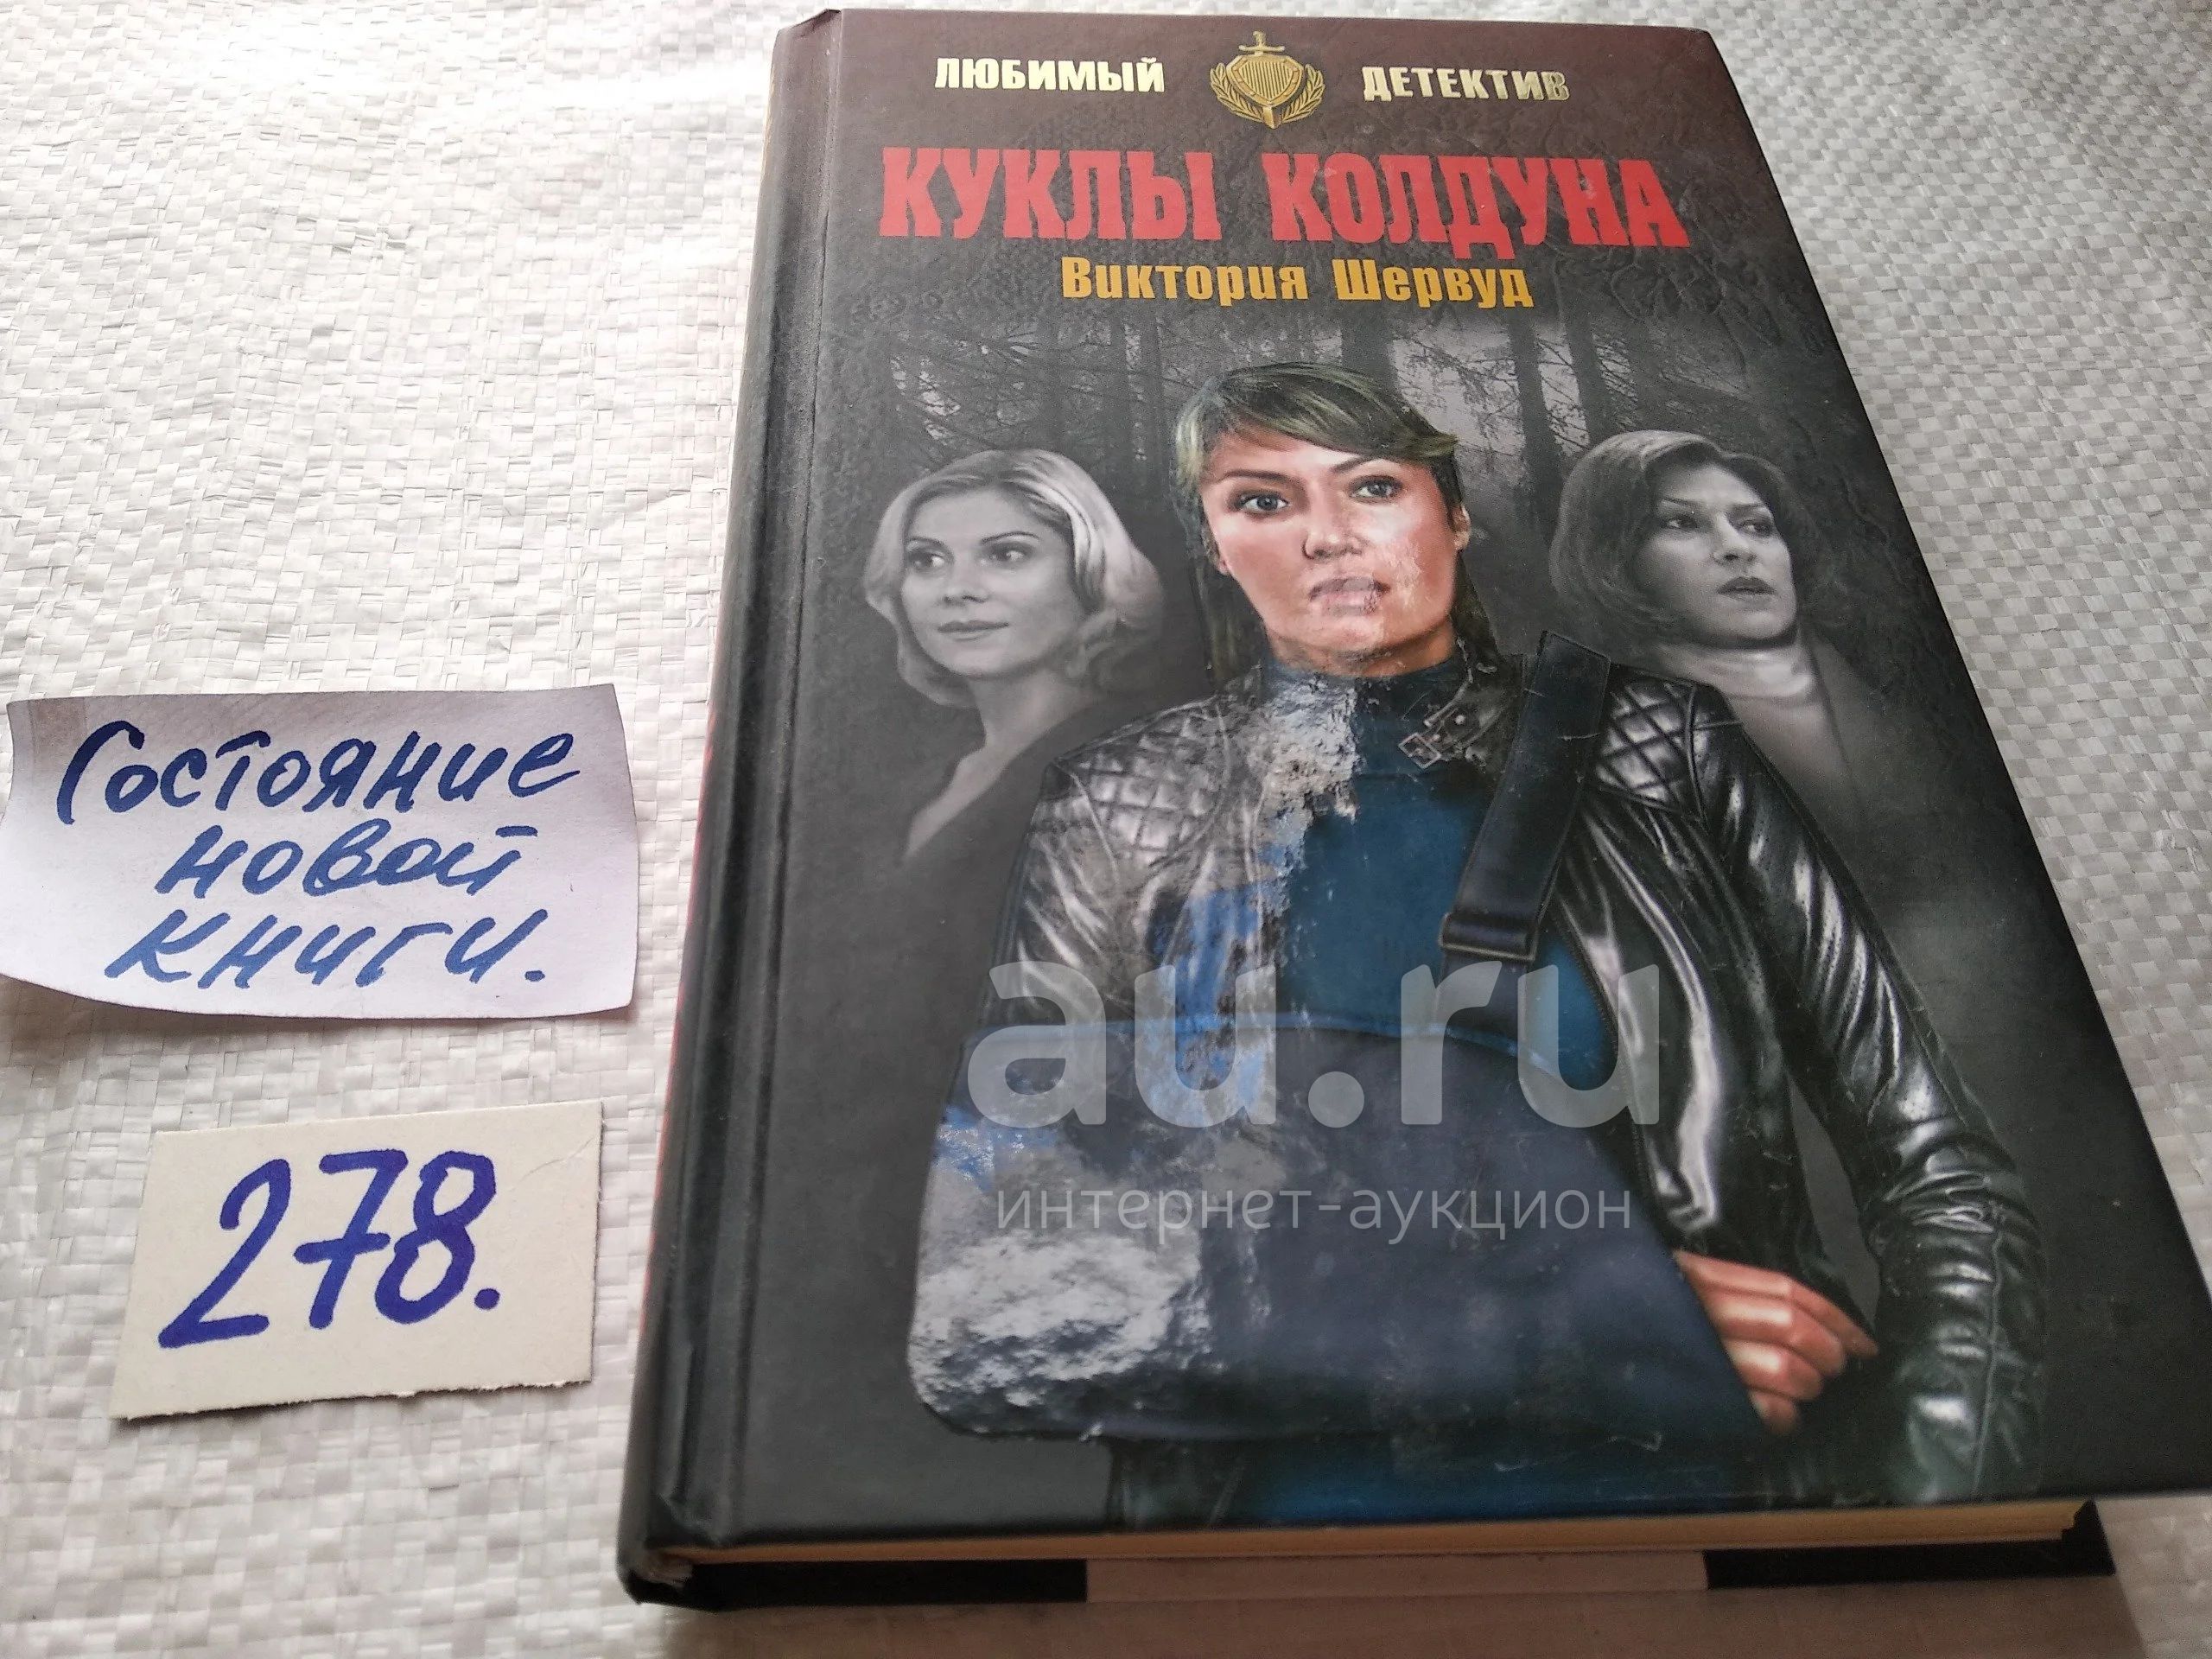 ЛЮБИМЫЙ ДЕТЕКТИВ
КУКЛЫ КОЛДУНА
Виктория Шервуд
Состояние
новой
книги.
278.
au.ru
интернет-аукцион